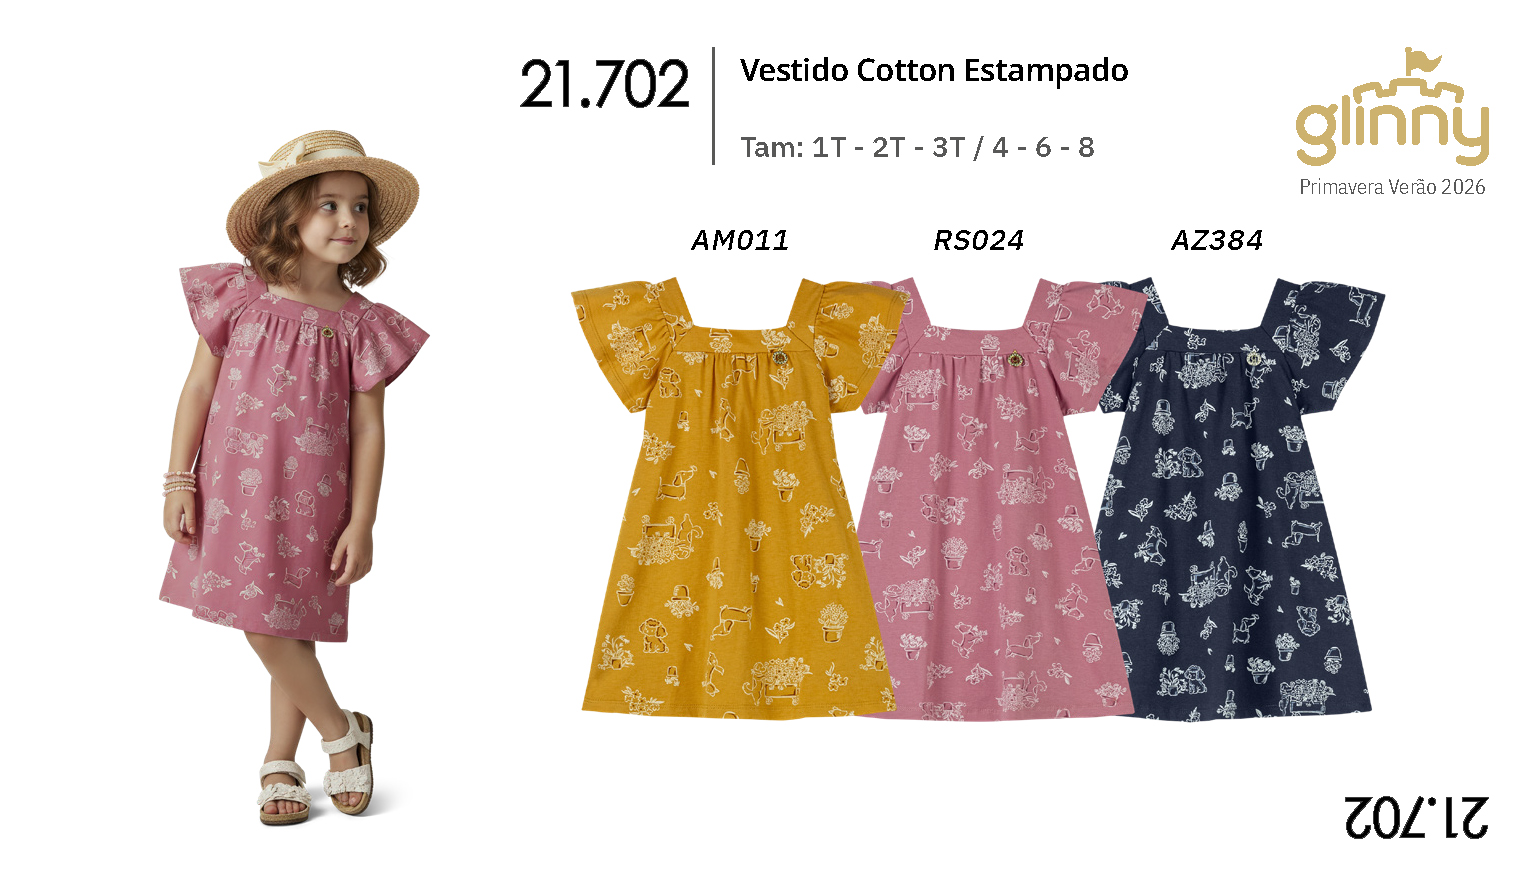 21.702
Vestido Cotton Estampado
Tam: 1T - 2T - 3T / 4 - 6 - 8
glinny
Primavera Verão 2026
AM011
RS024
AZ384
21.702